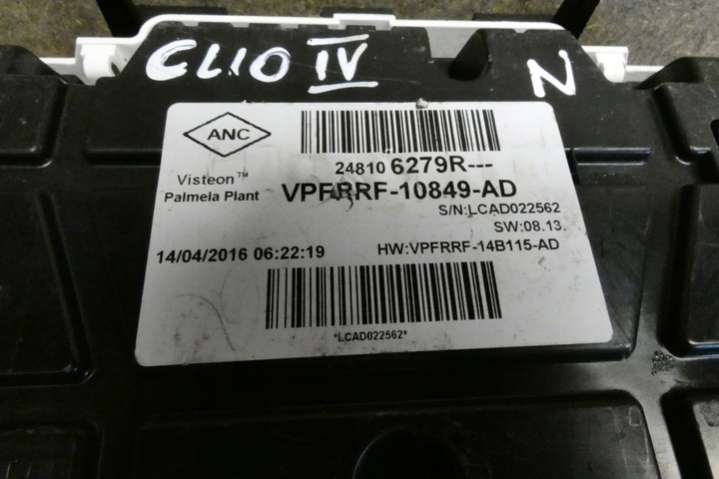 CLIO IV N
ANC
24810 6279R---
Visteon™
Palmela Plant
VPFRRF-10849-AD
S/N:LCAD022562
SW:08.13.
14/04/2016 06:22:19
HW:VPFRRF-14B115-AD
*LCAD022562*